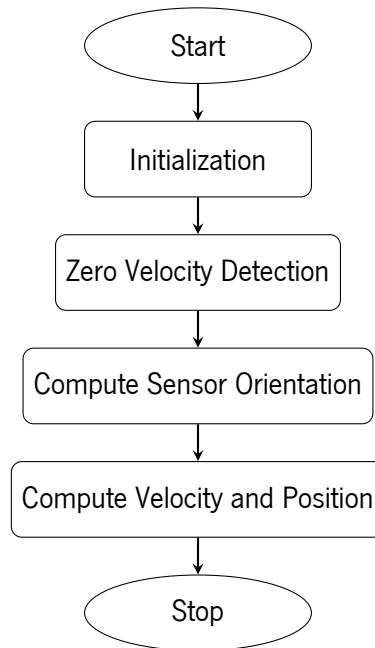 Start
Initialization
Zero Velocity Detection
Compute Sensor Orientation
Compute Velocity and Position
Stop